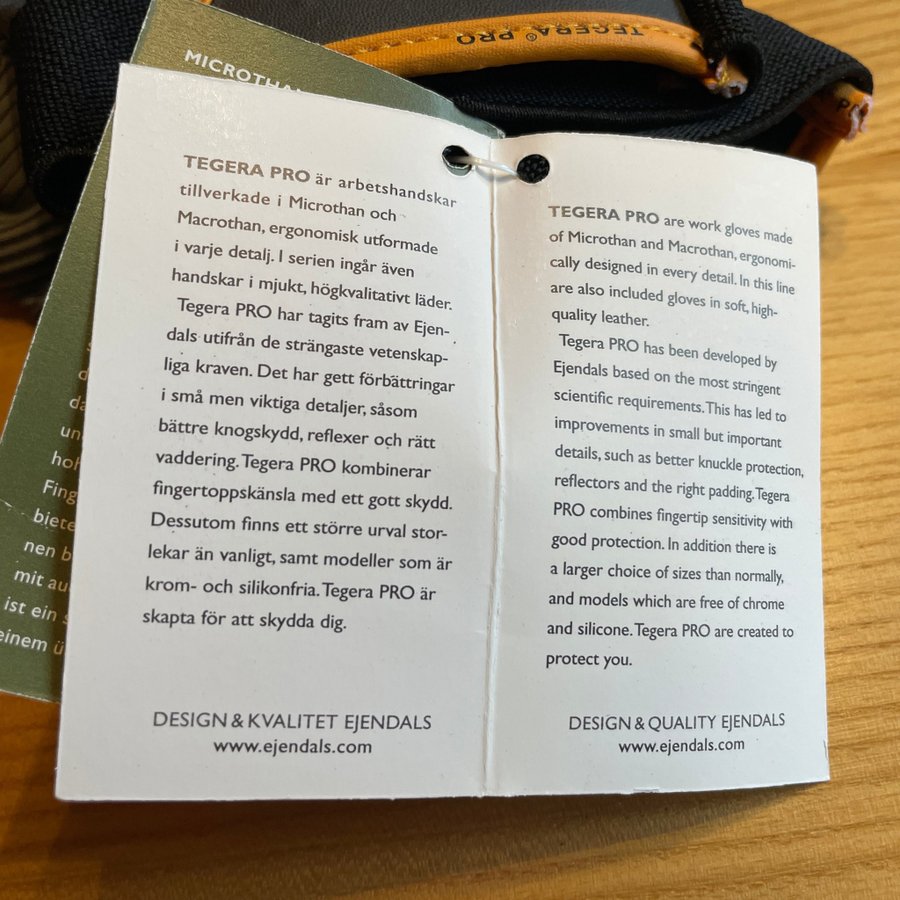 TEGERA® PRO
MICROTHAN
TEGERA PRO är arbetshandskar
tillverkade i Microthan och
Macrothan, ergonomisk utformade
i varje detalj. I serien ingår även
handskar i mjukt, högkvalitativt läder.
Tegera PRO har tagits fram av Ejen-
dals utifrån de strängaste vetenskap-
liga kraven. Det har gett förbättringar
i små men viktiga detaljer, såsom
bättre knogskydd, reflexer och rätt
vaddering. Tegera PRO kombinerar
fingertoppskänsla med ett gott skydd.
Dessutom finns ett större urval stor-
lekar än vanligt, samt modeller som är
krom- och silikonfria. Tegera PRO är
skapta för att skydda dig.
DESIGN & KVALITET EJENDALS
www.ejendals.com
TEGERA PRO are work gloves made
of Microthan and Macrothan, ergonomi-
cally designed in every detail. In this line
are also included gloves in soft, high-
quality leather.
Tegera PRO has been developed by
Ejendals based on the most stringent
scientific requirements. This has led to
improvements in small but important
details, such as better knuckle protection,
reflectors and the right padding. Tegera
PRO combines fingertip sensitivity with
good protection. In addition there is
a larger choice of sizes than normally,
and models which are free of chrome
and silicone. Tegera PRO are created to
protect you.
DESIGN & QUALITY EJENDALS
www.ejendals.com
Fing
biete
nen b
mit au
ist ein
einem ü